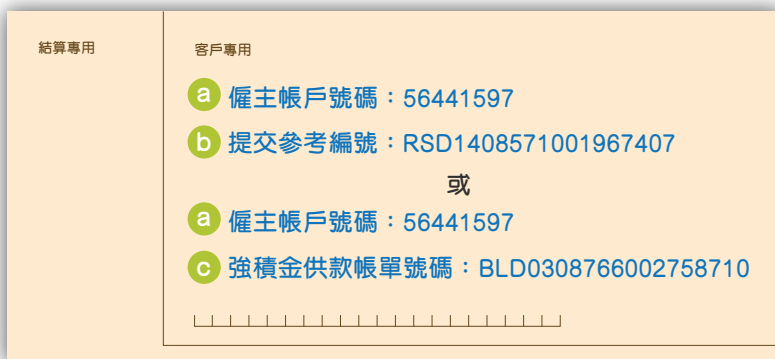 結算專用
客戶專用
a 僱主帳戶號碼：56441597
b 提交參考編號：RSD1408571001967407
或
a 僱主帳戶號碼：56441597
c 強積金供款帳單號碼：BLD0308766002758710